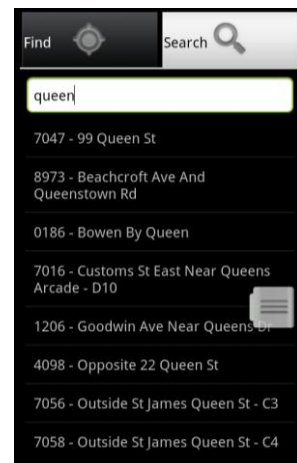 Find
Search
queen
7047 - 99 Queen St
8973 - Beachcroft Ave And
Queenstown Rd
0186 - Bowen By Queen
7016 - Customs St East Near Queens
Arcade - D10
1206 - Goodwin Ave Near Queens Dr
4098 - Opposite 22 Queen St
7056 - Outside St James Queen St - C3
7058 - Outside St James Queen St - C4